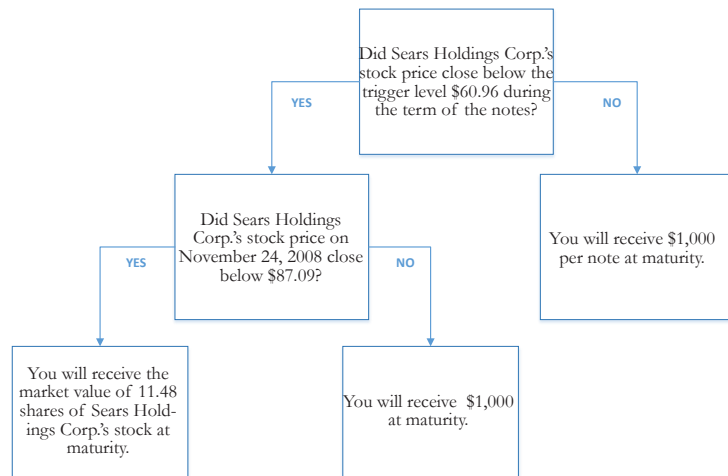 Did Sears Holdings Corp.'s
stock price close below the
trigger level $60.96 during
the term of the notes?
YES
NO
Did Sears Holdings
Corp.'s stock price on
November 24, 2008 close
below $87.09?
You will receive $1,000
per note at maturity.
YES
NO
You will receive the
market value of 11.48
shares of Sears Hold-
ings Corp.'s stock at
maturity.
You will receive $1,000
at maturity.